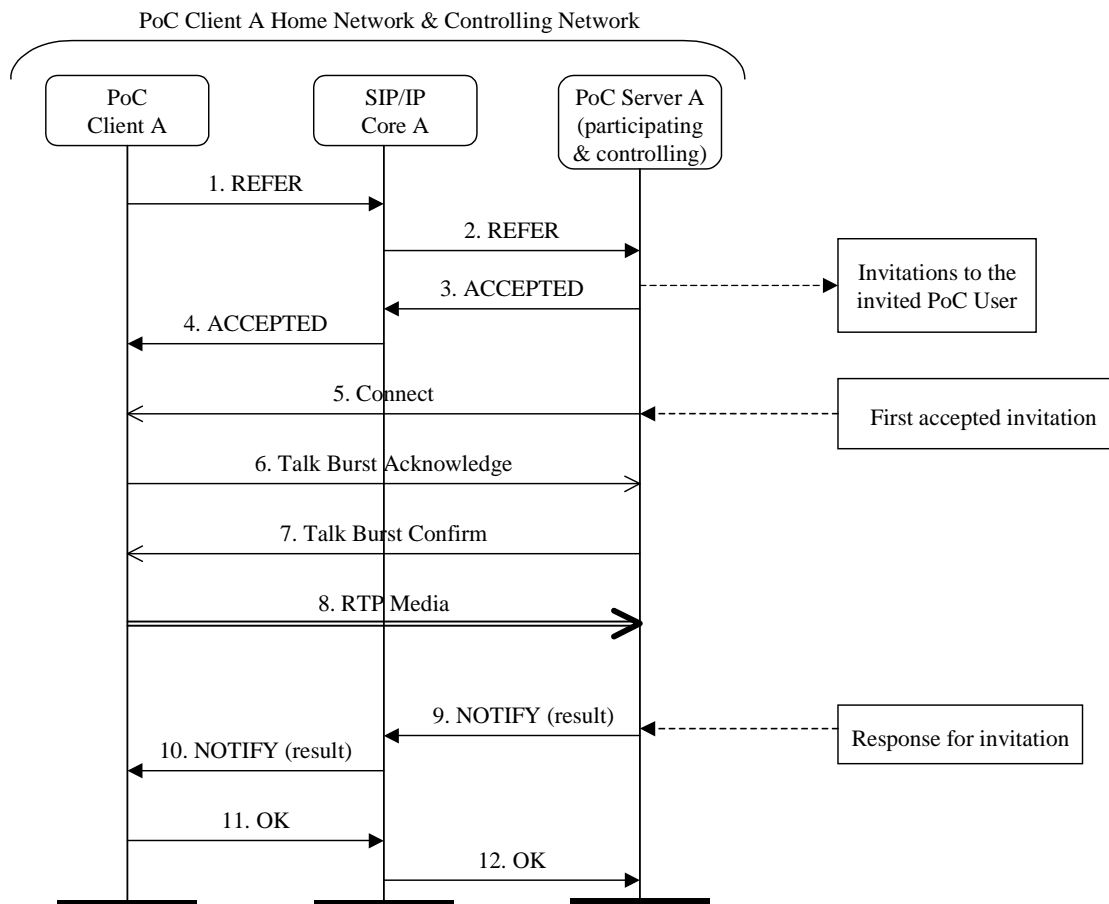 PoC Client A Home Network & Controlling Network
PoC
Client A
SIP/IP
Core A
PoC Server A
(participating
& controlling)
1. REFER
2. REFER
Invitations to the
invited PoC User
3. ACCEPTED
4. ACCEPTED
5. Connect
First accepted invitation
6. Talk Burst Acknowledge
7. Talk Burst Confirm
8. RTP Media
9. NOTIFY (result)
Response for invitation
10. NOTIFY (result)
11. OK
12. OK